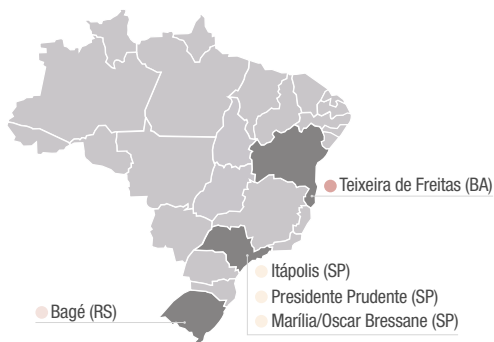 Teixeira de Freitas (BA)
Itápolis (SP)
Presidente Prudente (SP)
Marília/Oscar Bressane (SP)
Bagé (RS)